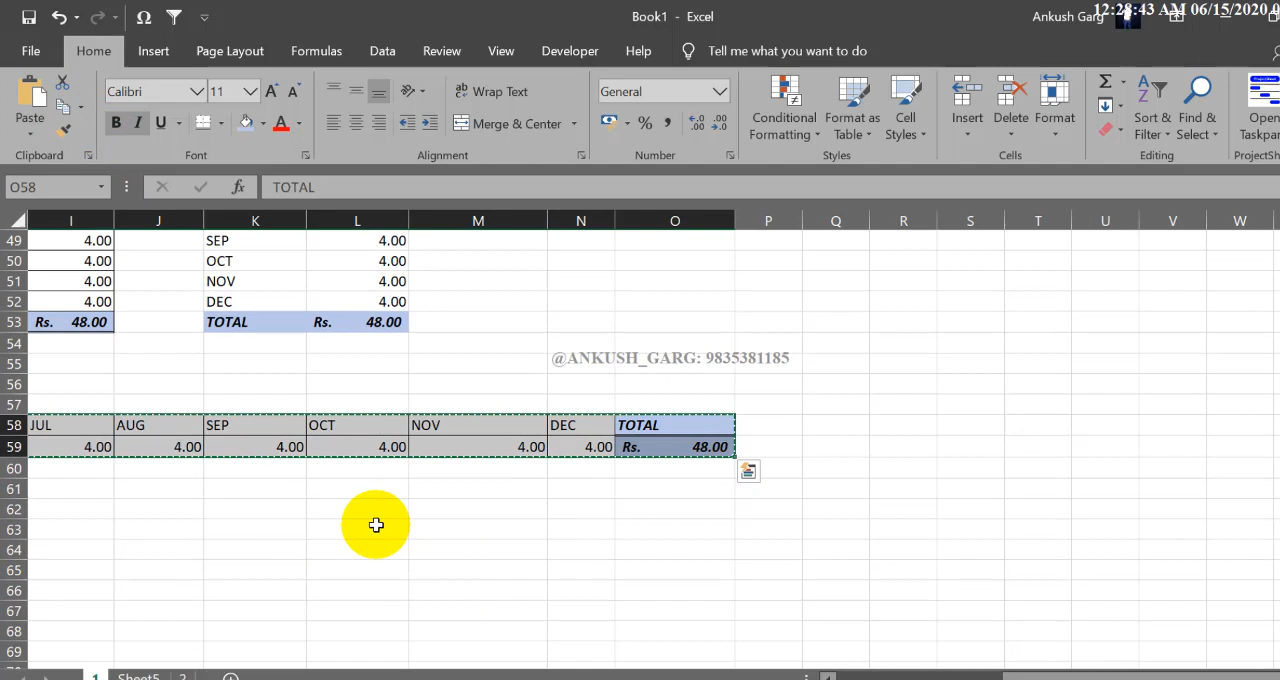 12:28:43 AM 06/15/2020
Book1 - Excel
Ankush Garg
File Home Insert Page Layout Formulas Data Review View Developer Help Tell me what you want to do
Paste
Calibri 11
B I U
Wrap Text
Merge & Center
General
%
Conditional Formatting
Format as Table
Cell Styles
Insert Delete Format
Sort & Filter
Find & Select
Open Taskpar
Clipboard Font Alignment Number Styles Cells Editing ProjectSh
O58 fx TOTAL
I J K L M N O P Q R S T U V W
49 4.00 SEP 4.00
50 4.00 OCT 4.00
51 4.00 NOV 4.00
52 4.00 DEC 4.00
53 Rs. 48.00 TOTAL Rs. 48.00
54
@ANKUSH_GARG: 9835381185
55
56
57
58 JUL AUG SEP OCT NOV DEC TOTAL
59 4.00 4.00 4.00 4.00 4.00 4.00 Rs. 48.00
60
61
62
63
64
65
66
67
68
69
1 Sheet5 2